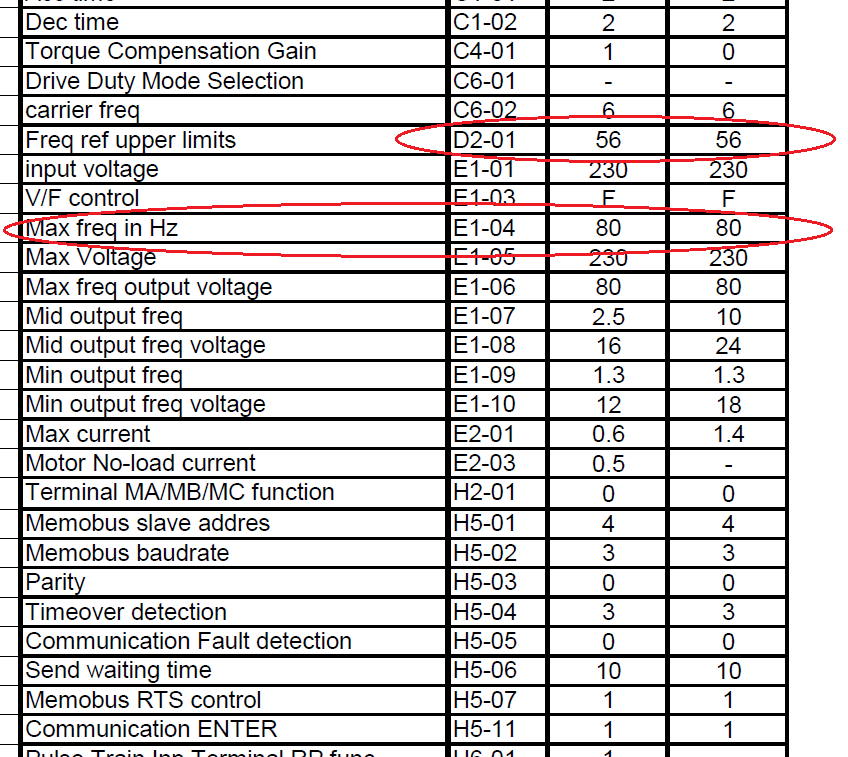 Dec time C1-02 2 2
Torque Compensation Gain C4-01 1 0
Drive Duty Mode Selection C6-01 - -
carrier freq C6-02 6 6
Freq ref upper limits D2-01 56 56
input voltage E1-01 230 230
V/F control E1-03 F F
Max freq in Hz E1-04 80 80
Max Voltage E1-05 230 230
Max freq output voltage E1-06 80 80
Mid output freq E1-07 2.5 10
Mid output freq voltage E1-08 16 24
Min output freq E1-09 1.3 1.3
Min output freq voltage E1-10 12 18
Max current E2-01 0.6 1.4
Motor No-load current E2-03 0.5 -
Terminal MA/MB/MC function H2-01 0 0
Memobus slave addres H5-01 4 4
Memobus baudrate H5-02 3 3
Parity H5-03 0 0
Timeover detection H5-04 3 3
Communication Fault detection H5-05 0 0
Send waiting time H5-06 10 10
Memobus RTS control H5-07 1 1
Communication ENTER H5-11 1 1
Pulse Train Inp Terminal RP func H6-01 1